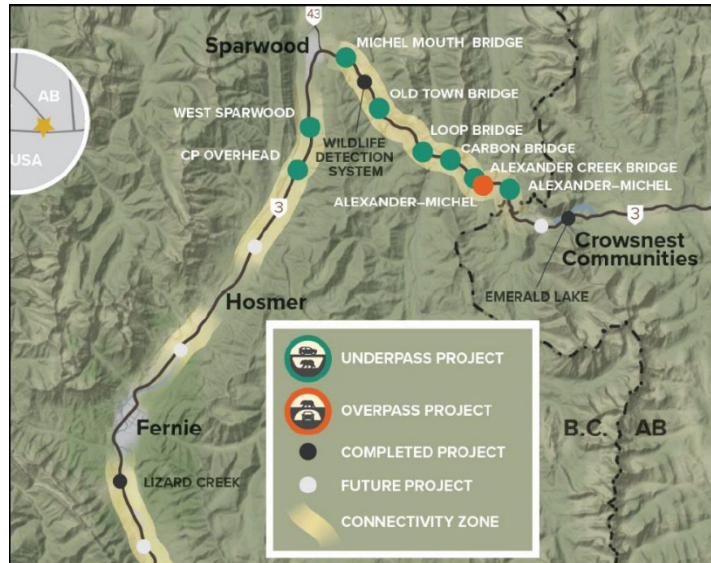 43
Sparwood
MICHEL MOUTH BRIDGE
AB
USA
OLD TOWN BRIDGE
WEST SPARWOOD
WILDLIFE
DETECTION
SYSTEM
LOOP BRIDGE
CARBON BRIDGE
CP OVERHEAD
ALEXANDER CREEK BRIDGE
ALEXANDER–MICHEL
ALEXANDER–MICHEL
3
3
Crowsnest
Communities
EMERALD LAKE
Hosmer
Fernie
LIZARD CREEK
UNDERPASS PROJECT
OVERPASS PROJECT
COMPLETED PROJECT
FUTURE PROJECT
CONNECTIVITY ZONE
B.C.
AB